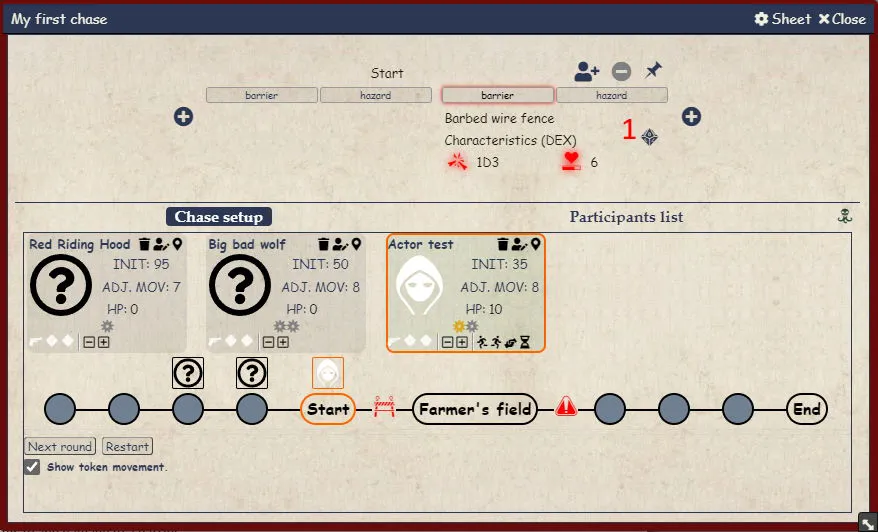 My first chase Sheet Close
Start
barrier hazard barrier hazard
Barbed wire fence
Characteristics (DEX)
1
1D3 6
Chase setup Participants list
Red Riding Hood Big bad wolf Actor test
INIT: 95 INIT: 50 INIT: 35
ADJ. MOV: 7 ADJ. MOV: 8 ADJ. MOV: 8
HP: 0 HP: 0 HP: 10
Start Farmer's field End
Next round Restart
Show token movement.